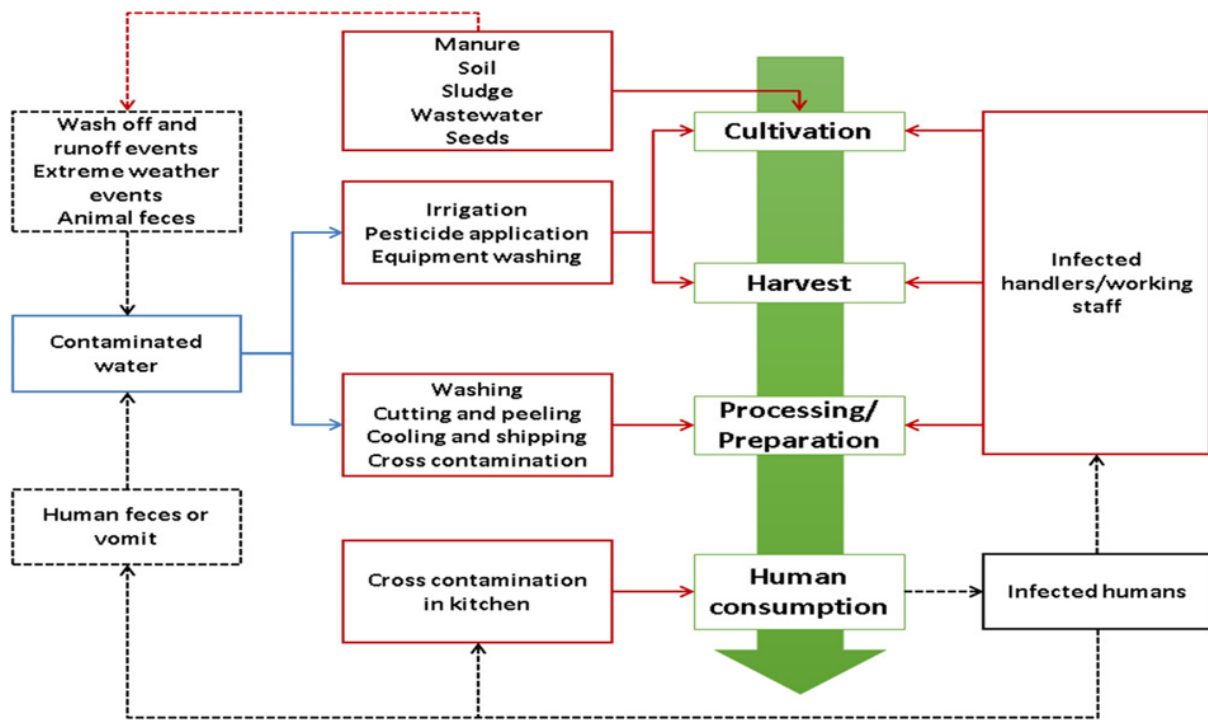 Manure
Soil
Sludge
Wastewater
Seeds
Wash off and
runoff events
Extreme weather
events
Animal feces
Cultivation
Irrigation
Pesticide application
Equipment washing
Harvest
Infected
handlers/working
staff
Contaminated
water
Washing
Cutting and peeling
Cooling and shipping
Cross contamination
Processing/
Preparation
Human feces or
vomit
Cross contamination
in kitchen
Human
consumption
Infected humans